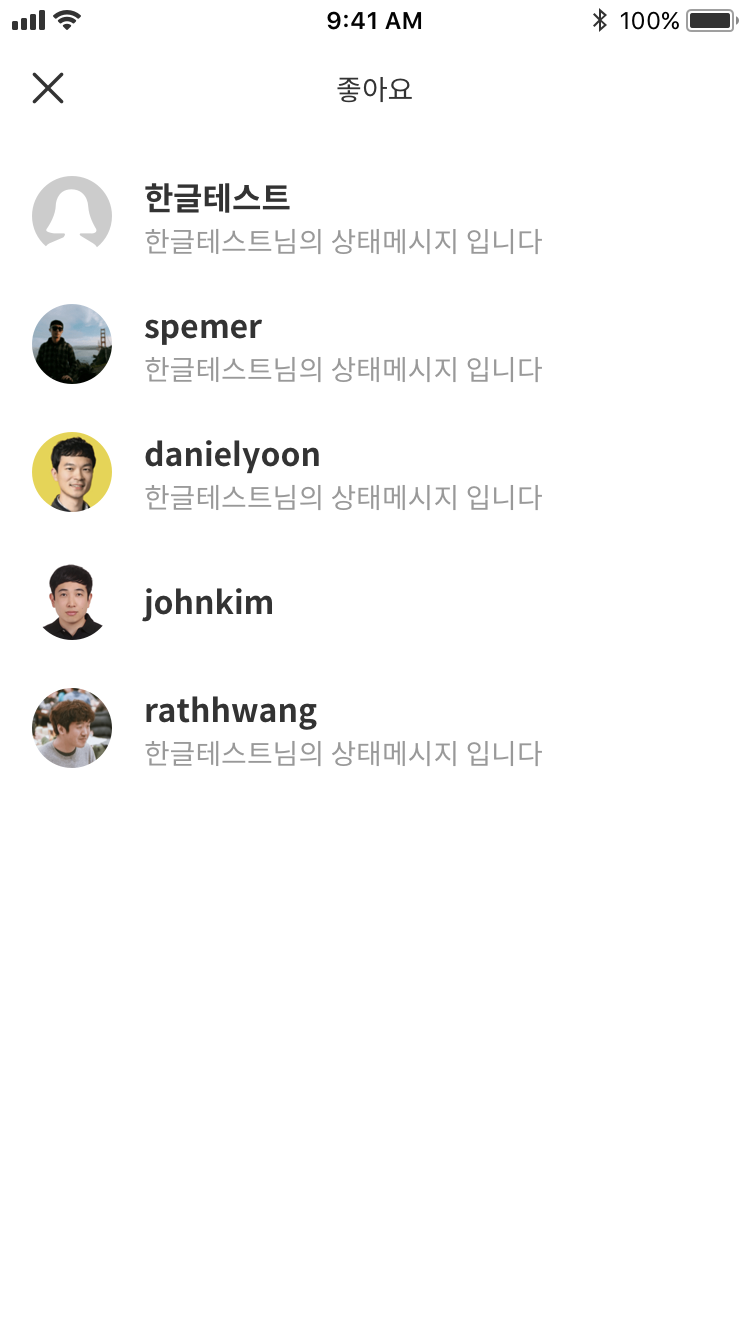 9:41 AM 100%
좋아요
한글테스트
한글테스트님의 상태메시지 입니다
spemer
한글테스트님의 상태메시지 입니다
danielyoon
한글테스트님의 상태메시지 입니다
johnkim
rathhwang
한글테스트님의 상태메시지 입니다